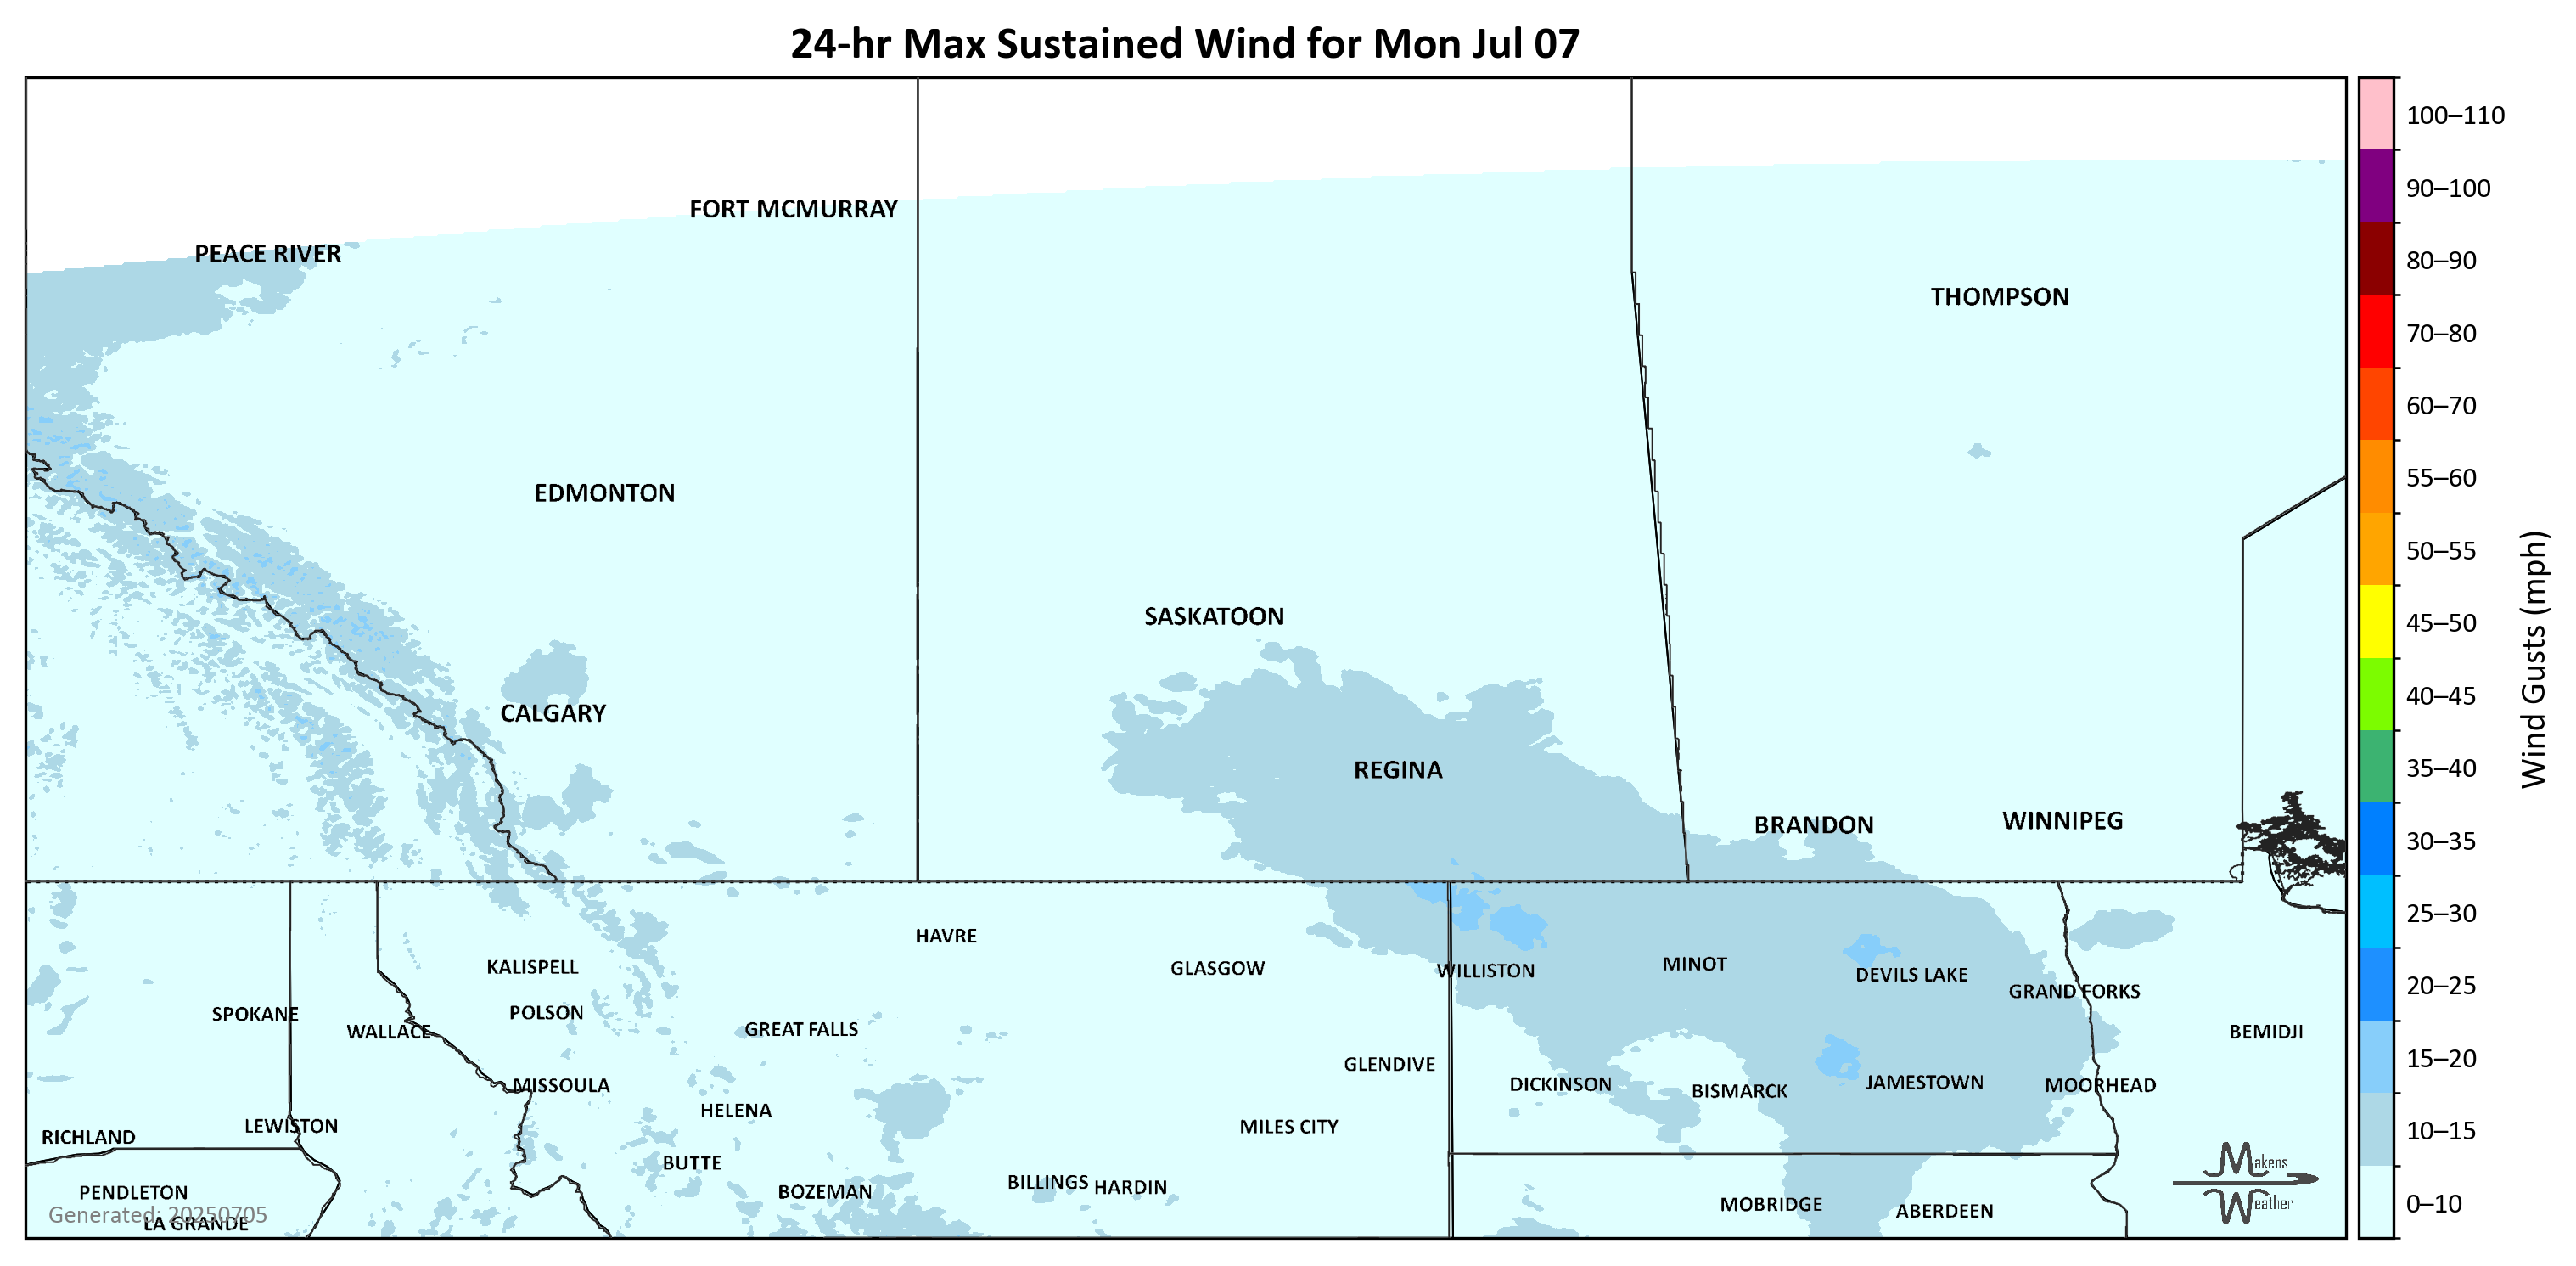 24-hr Max Sustained Wind for Mon Jul 07
100–110
90–100
80–90
70–80
60–70
55–60
50–55
45–50
40–45
35–40
30–35
25–30
20–25
15–20
10–15
0–10
Wind Gusts (mph)
FORT MCMURRAY
PEACE RIVER
THOMPSON
EDMONTON
SASKATOON
CALGARY
REGINA
BRANDON
WINNIPEG
HAVRE
KALISPELL
GLASGOW
WILLISTON
MINOT
DEVILS LAKE
GRAND FORKS
SPOKANE
POLSON
WALLACE
GREAT FALLS
BEMIDJI
GLENDIVE
MISSOULA
DICKINSON
BISMARCK
JAMESTOWN
MOORHEAD
HELENA
LEWISTON
MILES CITY
RICHLAND
BUTTE
BILLINGS
HARDIN
PENDLETON
BOZEMAN
MOBRIDGE
ABERDEEN
Generated: 20250705
LA GRANDE
Makens
Weather